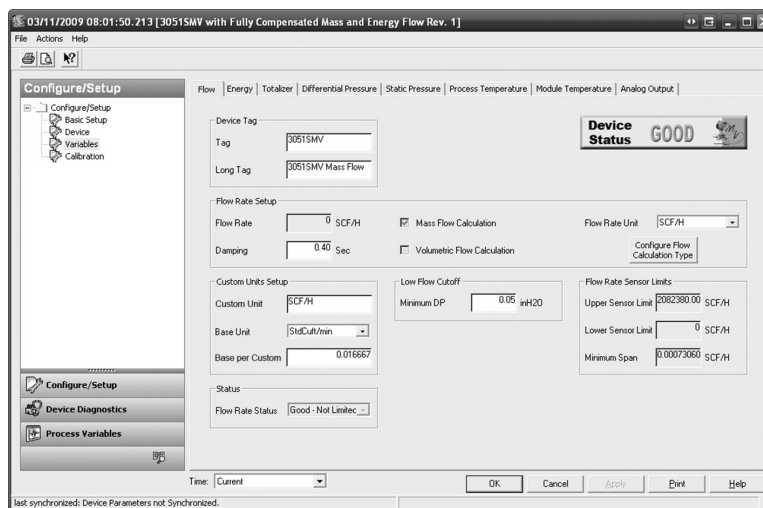 03/11/2009 08:01:50.213 [3051SMV with Fully Compensated Mass and Energy Flow Rev. 1]
File Actions Help
Configure/Setup
Configure/Setup
Basic Setup
Device
Variables
Calibration
Configure/Setup
Device Diagnostics
Process Variables
Flow Energy Totalizer Differential Pressure Static Pressure Process Temperature Module Temperature Analog Output
Device Tag
Tag 3051SMV
Long Tag 3051SMV Mass Flow
Device Status GOOD
Flow Rate Setup
Flow Rate 0 SCF/H Mass Flow Calculation Flow Rate Unit SCF/H
Damping 0.40 Sec Volumetric Flow Calculation Configure Flow Calculation Type
Custom Units Setup
Custom Unit SCF/H
Base Unit StdCuft/min
Base per Custom 0.016667
Low Flow Cutoff
Minimum DP 0.05 inH2O
Flow Rate Sensor Limits
Upper Sensor Limit 2082380.00 SCF/H
Lower Sensor Limit 0 SCF/H
Minimum Span 0.00073060 SCF/H
Status
Flow Rate Status Good - Not Limitec
Time: Current
OK Cancel Apply Print Help
last synchronized: Device Parameters not Synchronized.